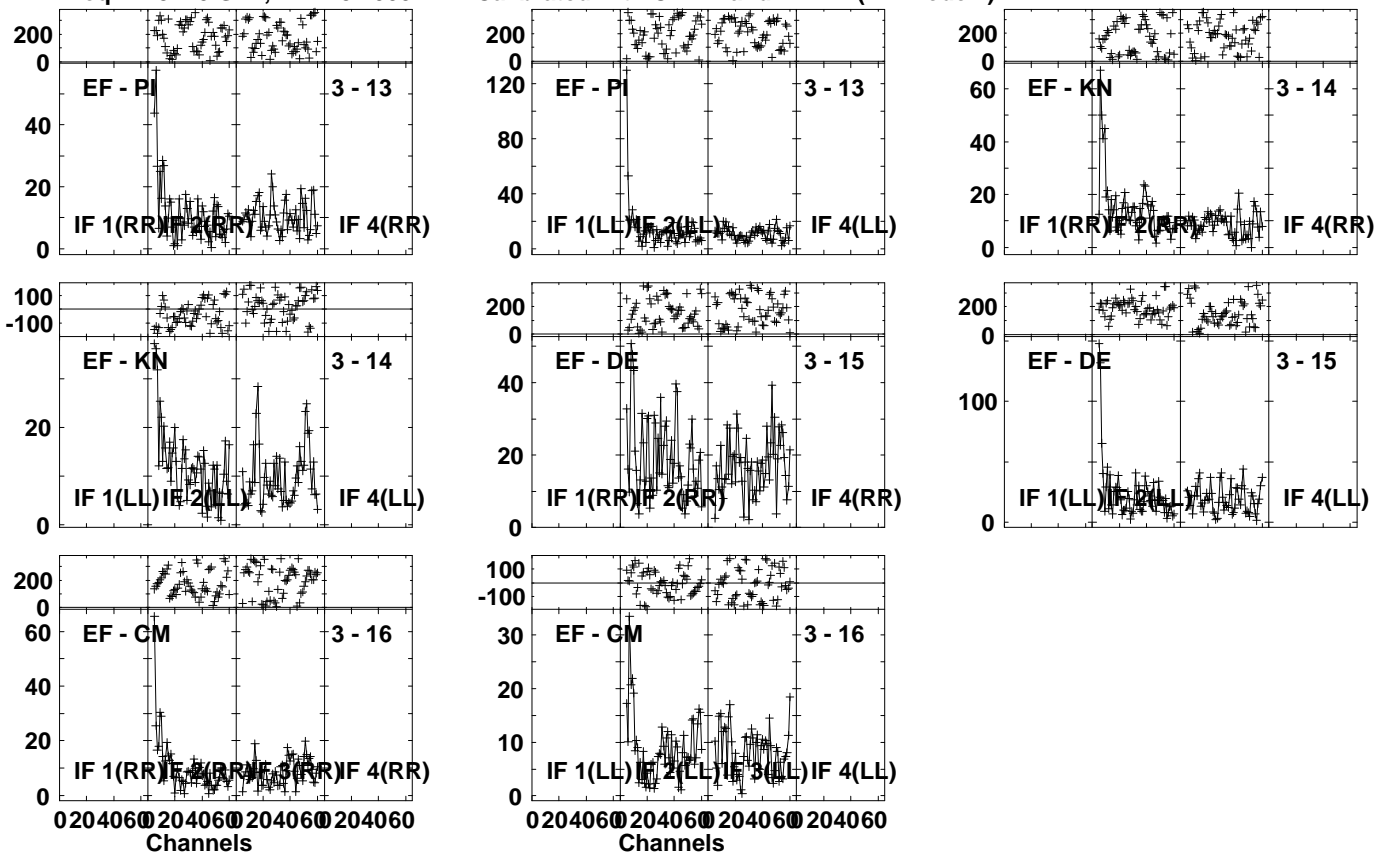 200
0
EF - PI
3 - 13
40
20
0
IF 1(RR)
IF 2(RR)
IF 4(RR)
200
0
EF - PI
3 - 13
120
80
40
0
IF 1(LL)
IF 2(LL)
IF 4(LL)
200
0
EF - KN
3 - 14
60
40
20
0
IF 1(RR)
IF 2(RR)
IF 4(RR)
100
-100
EF - KN
3 - 14
20
0
IF 1(LL)
IF 2(LL)
IF 4(LL)
200
0
EF - DE
3 - 15
40
20
0
IF 1(RR)
IF 2(RR)
IF 4(RR)
200
0
EF - DE
3 - 15
100
0
IF 1(LL)
IF 2(LL)
IF 4(LL)
200
0
EF - CM
3 - 16
60
40
20
0
IF 1(RR)
IF 2(RR)
IF 3(RR)
IF 4(RR)
0 20 40 60 0 20 40 60 0 20 40 60 0 20 40 60
Channels
100
-100
EF - CM
3 - 16
30
20
10
0
IF 1(LL)
IF 2(LL)
IF 3(LL)
IF 4(LL)
0 20 40 60 0 20 40 60 0 20 40 60 0 20 40 60
Channels